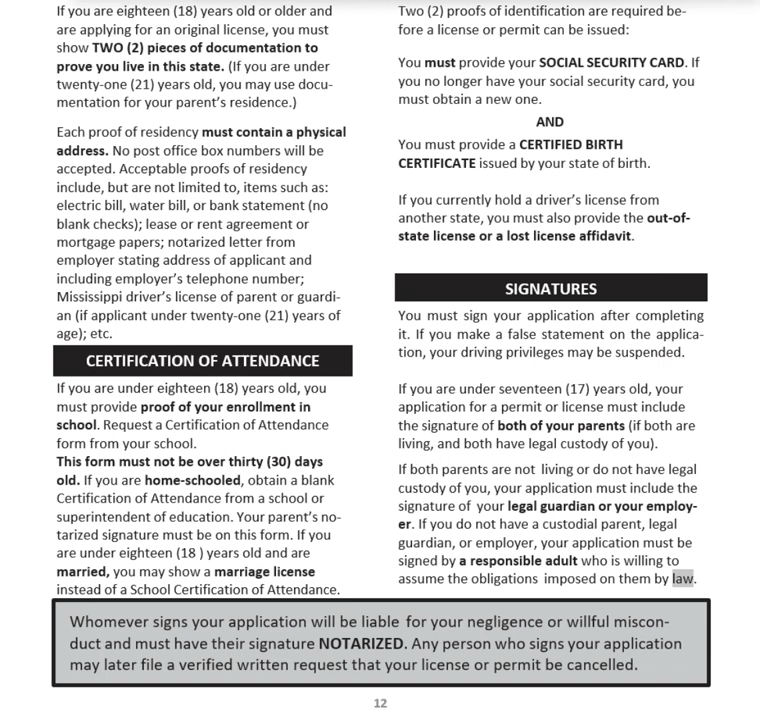 If you are eighteen (18) years old or older and
are applying for an original license, you must
show TWO (2) pieces of documentation to
prove you live in this state. (If you are under
twenty-one (21) years old, you may use docu-
mentation for your parent’s residence.)
Each proof of residency must contain a physical
address. No post office box numbers will be
accepted. Acceptable proofs of residency
include, but are not limited to, items such as:
electric bill, water bill, or bank statement (no
blank checks); lease or rent agreement or
mortgage papers; notarized letter from
employer stating address of applicant and
including employer’s telephone number;
Mississippi driver’s license of parent or guardi-
an (if applicant under twenty-one (21) years of
age); etc.
CERTIFICATION OF ATTENDANCE
If you are under eighteen (18) years old, you
must provide proof of your enrollment in
school. Request a Certification of Attendance
form from your school.
This form must not be over thirty (30) days
old. If you are home-schooled, obtain a blank
Certification of Attendance from a school or
superintendent of education. Your parent’s no-
tarized signature must be on this form. If you
are under eighteen (18 ) years old and are
married, you may show a marriage license
instead of a School Certification of Attendance.
Two (2) proofs of identification are required be-
fore a license or permit can be issued:
You must provide your SOCIAL SECURITY CARD. If
you no longer have your social security card, you
must obtain a new one.
AND
You must provide a CERTIFIED BIRTH
CERTIFICATE issued by your state of birth.
If you currently hold a driver’s license from
another state, you must also provide the out-of-
state license or a lost license affidavit.
SIGNATURES
You must sign your application after completing
it. If you make a false statement on the applica-
tion, your driving privileges may be suspended.
If you are under seventeen (17) years old, your
application for a permit or license must include
the signature of both of your parents (if both are
living, and both have legal custody of you).
If both parents are not living or do not have legal
custody of you, your application must include the
signature of your legal guardian or your employ-
er. If you do not have a custodial parent, legal
guardian, or employer, your application must be
signed by a responsible adult who is willing to
assume the obligations imposed on them by law.
Whomever signs your application will be liable for your negligence or willful miscon-
duct and must have their signature NOTARIZED. Any person who signs your application
may later file a verified written request that your license or permit be cancelled.
12